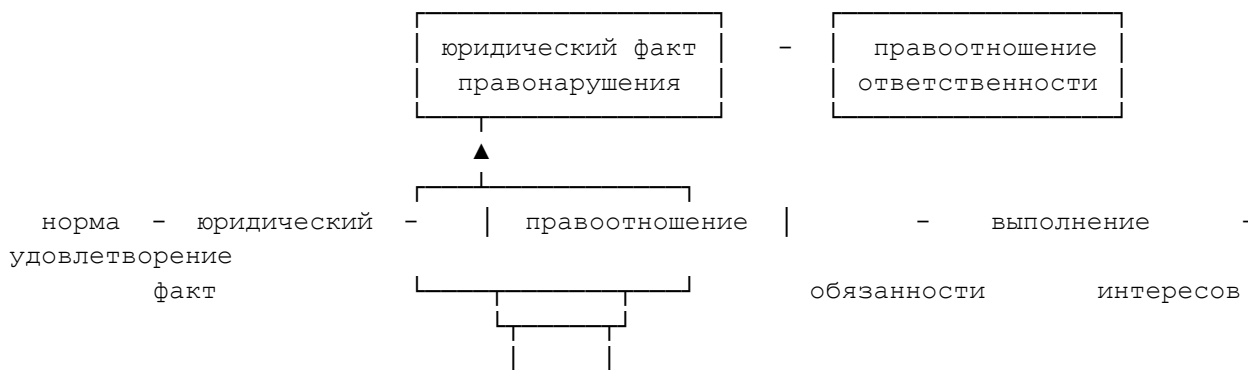 юридический факт - правоотношение
правонарушения ответственности
норма - юридический - правоотношение - выполнение -
удовлетворение
факт обязанности интересов